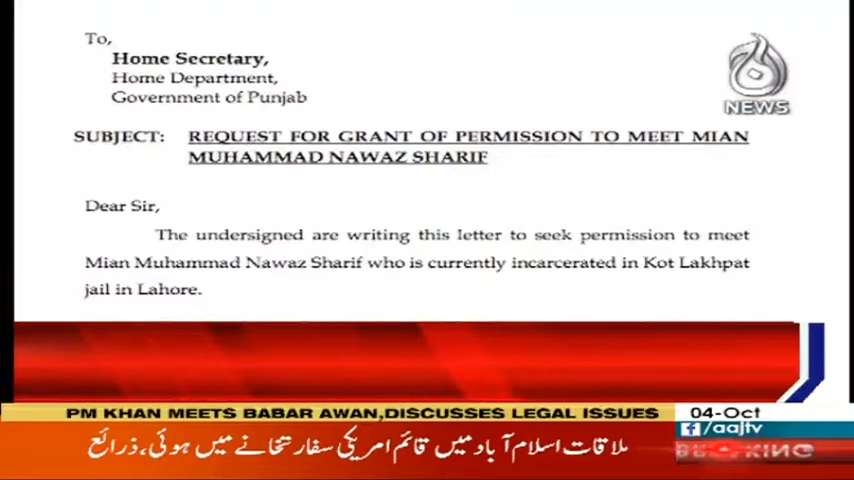 To,
Home Secretary,
Home Department,
Government of Punjab
NEWS
SUBJECT: REQUEST FOR GRANT OF PERMISSION TO MEET MIAN
MUHAMMAD NAWAZ SHARIF
Dear Sir,
The undersigned are writing this letter to seek permission to meet
Mian Muhammad Nawaz Sharif who is currently incarcerated in Kot Lakhpat
jail in Lahore.
PM KHAN MEETS BABAR AWAN,DISCUSSES LEGAL ISSUES
04-Oct
/aajtv
ملاقات اسلام آباد میں قائم امریکی سفارتخانے میں ہوئی، ذرائع